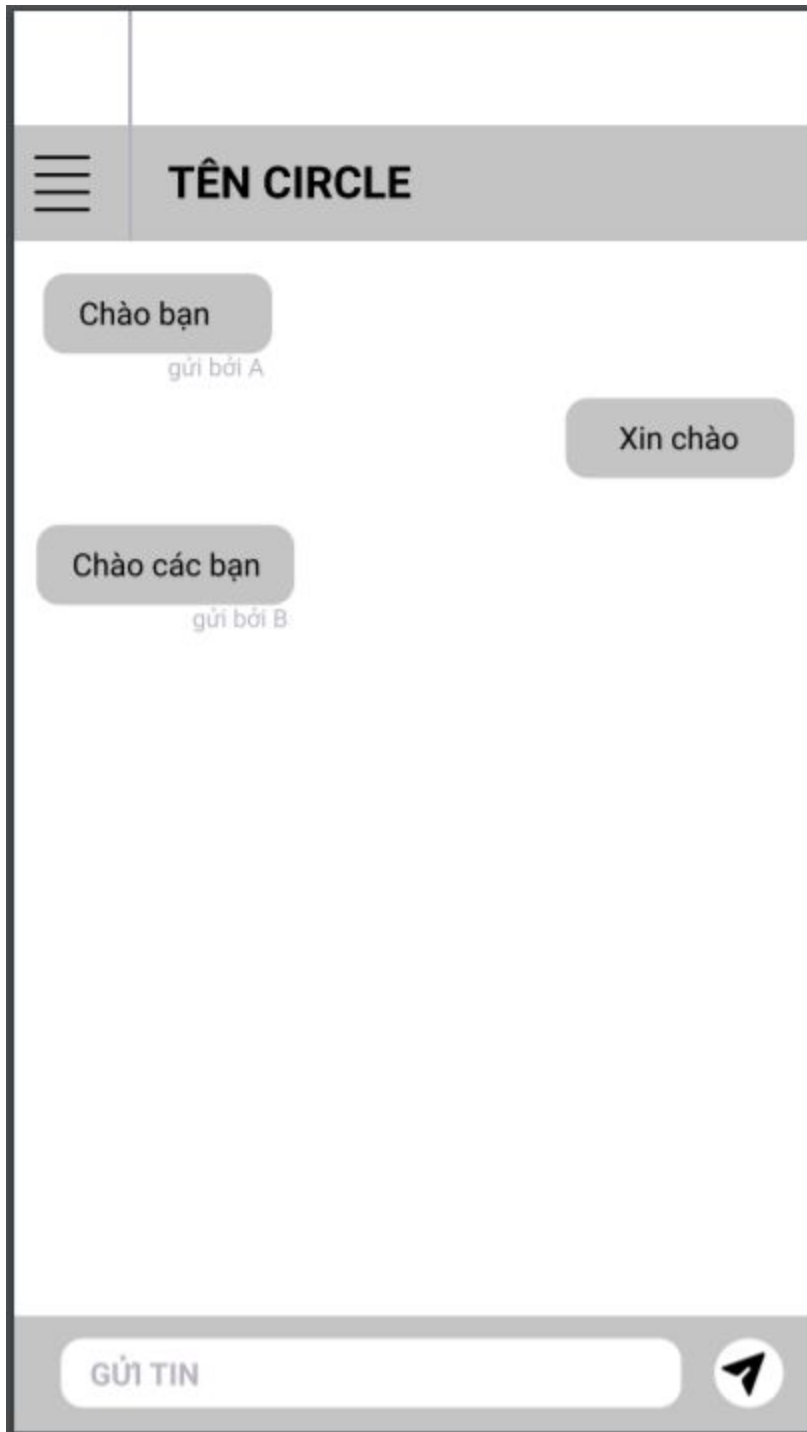 TÊN CIRCLE
Chào bạn
gửi bởi A
Xin chào
Chào các bạn
gửi bởi B
GỬI TIN